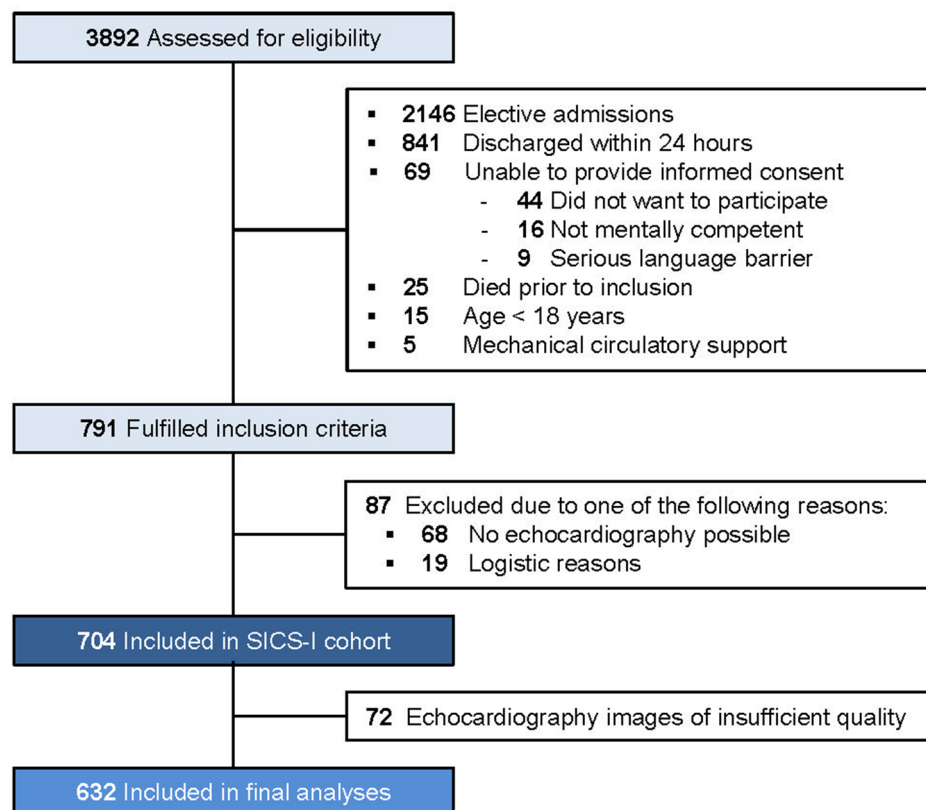 3892 Assessed for eligibility
▪ 2146 Elective admissions
▪ 841 Discharged within 24 hours
▪ 69 Unable to provide informed consent
- 44 Did not want to participate
- 16 Not mentally competent
- 9 Serious language barrier
▪ 25 Died prior to inclusion
▪ 15 Age < 18 years
▪ 5 Mechanical circulatory support
791 Fulfilled inclusion criteria
87 Excluded due to one of the following reasons:
▪ 68 No echocardiography possible
▪ 19 Logistic reasons
704 Included in SICS-I cohort
72 Echocardiography images of insufficient quality
632 Included in final analyses